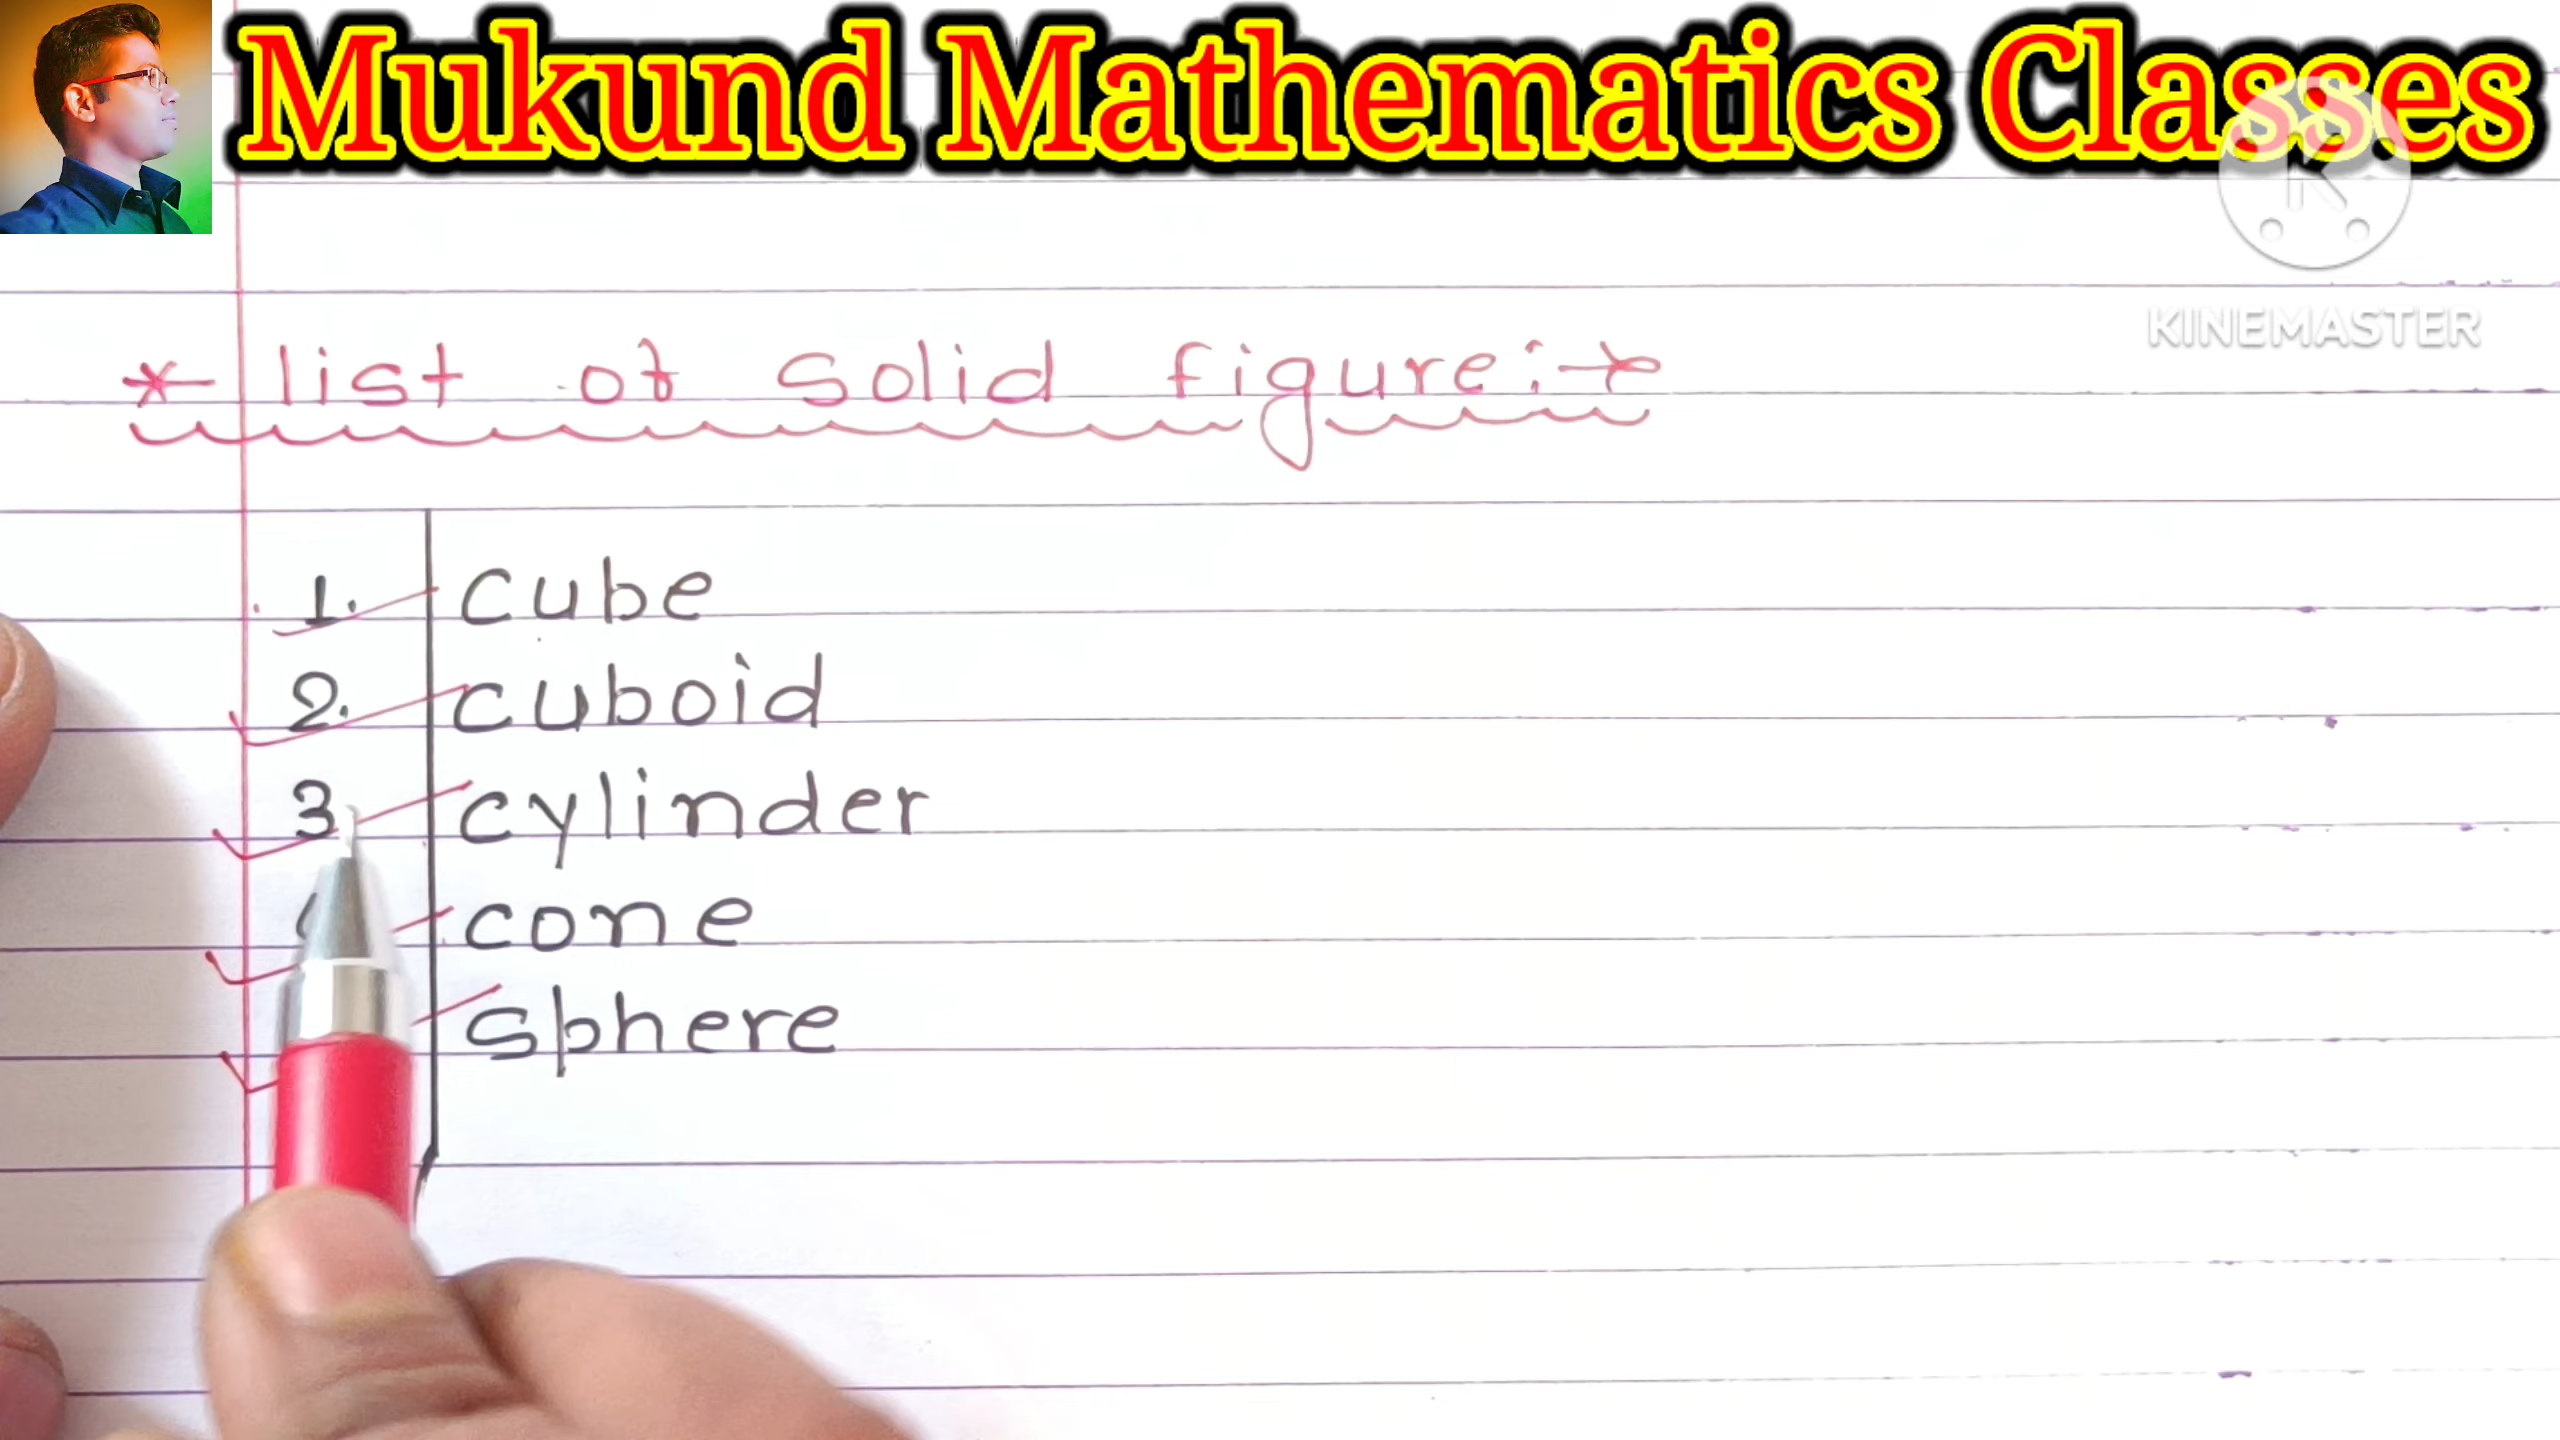 Mukund Mathematics Classes
KINEMASTER
* list of solid figure:→
1. cube
2. cuboid
3. cylinder
cone
sphere